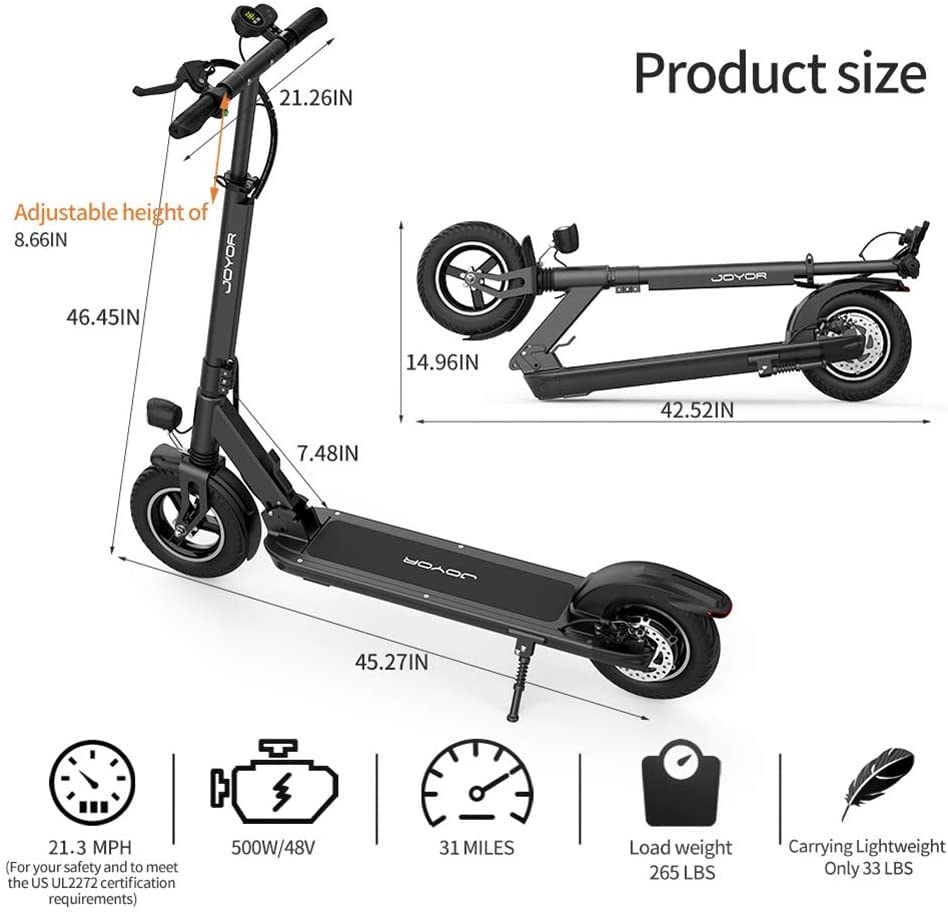 Product size
21.26IN
Adjustable height of
8.66IN
JOYOR
46.45IN
JOYOR
14.96IN
42.52IN
7.48IN
JOYOR
45.27IN
21.3 MPH
(For your safety and to meet
the US UL2272 certification
requirements)
500W/48V
31 MILES
Load weight
265 LBS
Carrying Lightweight
Only 33 LBS